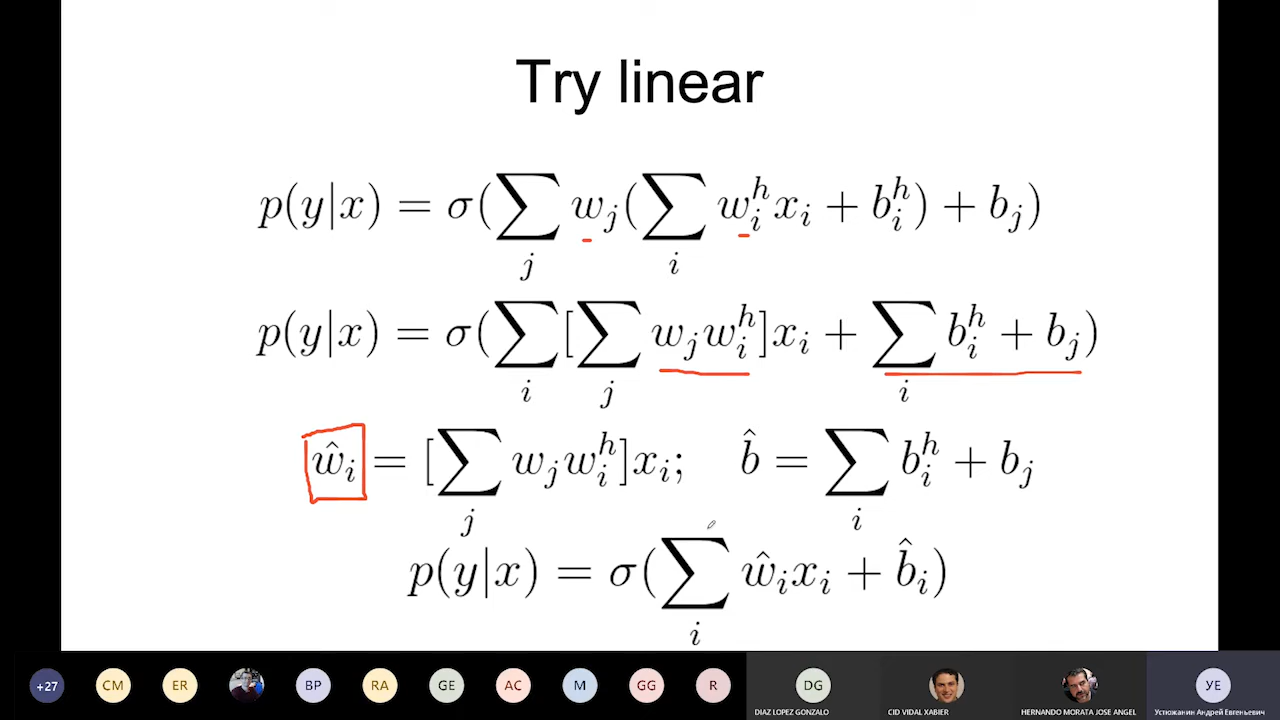 Try linear
p(y|x) = σ(∑_j w_j(∑_i w_i^h x_i + b_i^h) + b_j)
p(y|x) = σ(∑_i [∑_j w_j w_i^h]x_i + ∑_i b_i^h + b_j)
ŵ_i = [∑_j w_j w_i^h]x_i; b̂ = ∑_i b_i^h + b_j
p(y|x) = σ(∑_i ŵ_i x_i + b̂_i)
+27 CM ER BP RA GE AC M GG R DG УЕ
DIAZ LOPEZ GONZALO CID VIDAL XABIER HERNANDO MORATA JOSE ANGEL Устюжанин Андрей Евгеньевич